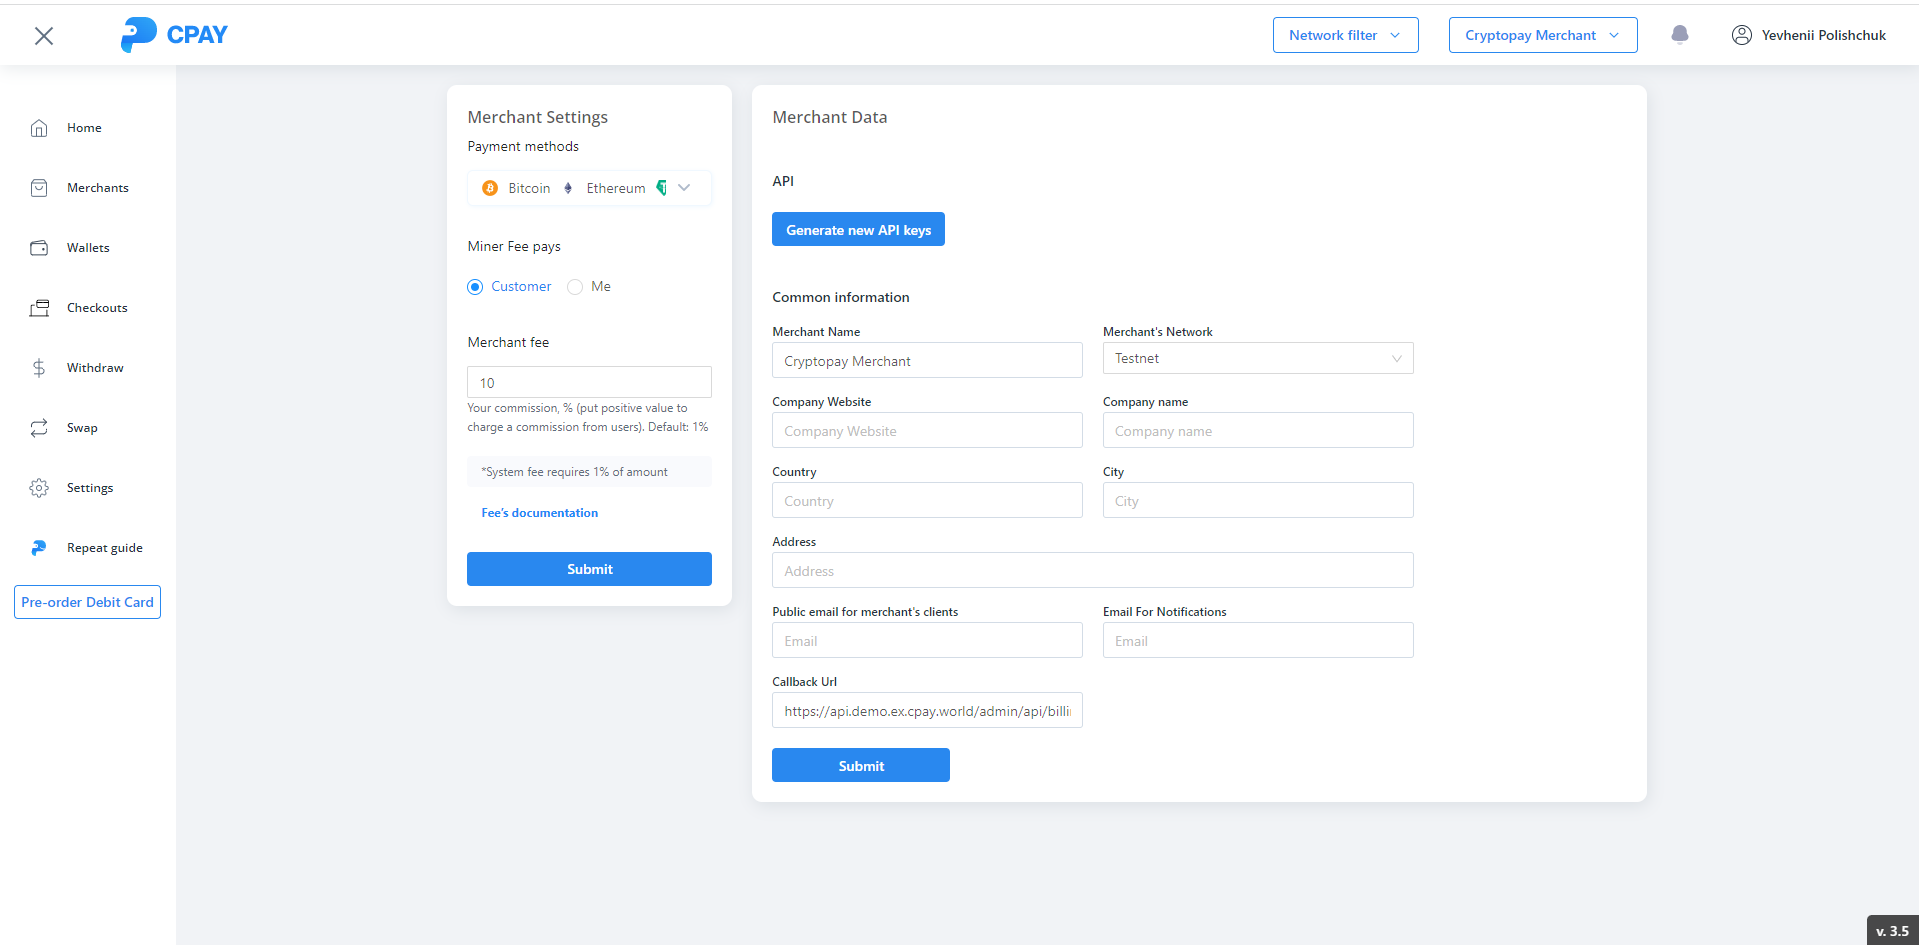 CPAY
Network filter
Cryptopay Merchant
Yevhenii Polishchuk
Home
Merchants
Wallets
Checkouts
Withdraw
Swap
Settings
Repeat guide
Pre-order Debit Card
Merchant Settings
Payment methods
Bitcoin Ethereum
Miner Fee pays
Customer Me
Merchant fee
10
Your commission, % (put positive value to
charge a commission from users). Default: 1%
*System fee requires 1% of amount
Fee's documentation
Submit
Merchant Data
API
Generate new API keys
Common information
Merchant Name
Cryptopay Merchant
Merchant's Network
Testnet
Company Website
Company Website
Company name
Company name
Country
Country
City
City
Address
Address
Public email for merchant's clients
Email
Email For Notifications
Email
Callback Url
https://api.demo.ex.cpay.world/admin/api/billi
Submit
v. 3.5